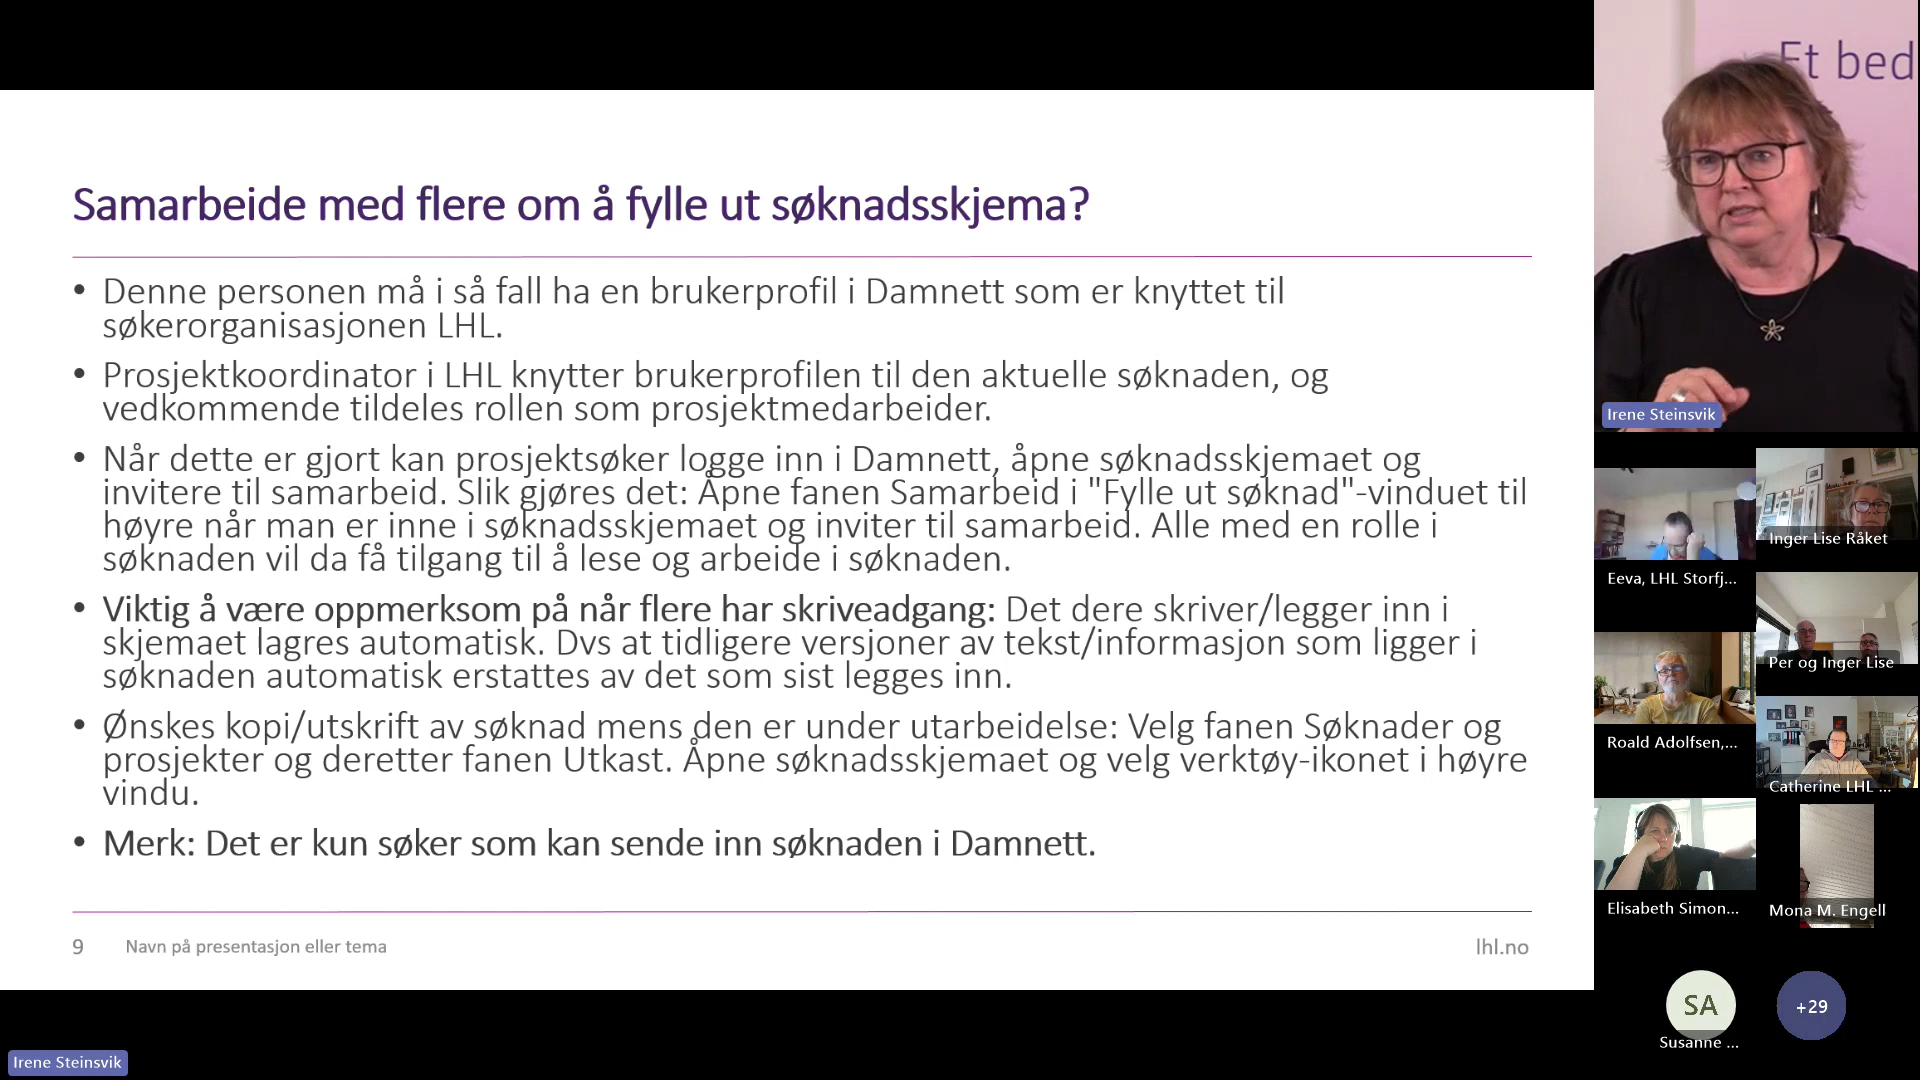 Samarbeide med flere om å fylle ut søknadsskjema?
• Denne personen må i så fall ha en brukerprofil i Damnett som er knyttet til
søkerorganisasjonen LHL.
• Prosjektkoordinator i LHL knytter brukerprofilen til den aktuelle søknaden, og
vedkommende tildeles rollen som prosjektmedarbeider.
• Når dette er gjort kan prosjektsøker logge inn i Damnett, åpne søknadsskjemaet og
invitere til samarbeid. Slik gjøres det: Åpne fanen Samarbeid i "Fylle ut søknad"-vinduet til
høyre når man er inne i søknadsskjemaet og inviter til samarbeid. Alle med en rolle i
søknaden vil da få tilgang til å lese og arbeide i søknaden.
• Viktig å være oppmerksom på når flere har skriveadgang: Det dere skriver/legger inn i
skjemaet lagres automatisk. Dvs at tidligere versjoner av tekst/informasjon som ligger i
søknaden automatisk erstattes av det som sist legges inn.
• Ønskes kopi/utskrift av søknad mens den er under utarbeidelse: Velg fanen Søknader og
prosjekter og deretter fanen Utkast. Åpne søknadsskjemaet og velg verktøy-ikonet i høyre
vindu.
• Merk: Det er kun søker som kan sende inn søknaden i Damnett.
9 Navn på presentasjon eller tema lhl.no
Irene Steinsvik
Et bed
Irene Steinsvik
Inger Lise Råket
Eeva, LHL Storfj...
Per og Inger Lise
Roald Adolfsen,...
Catherine LHL ...
Elisabeth Simon...
Mona M. Engell
SA
+29
Susanne ...